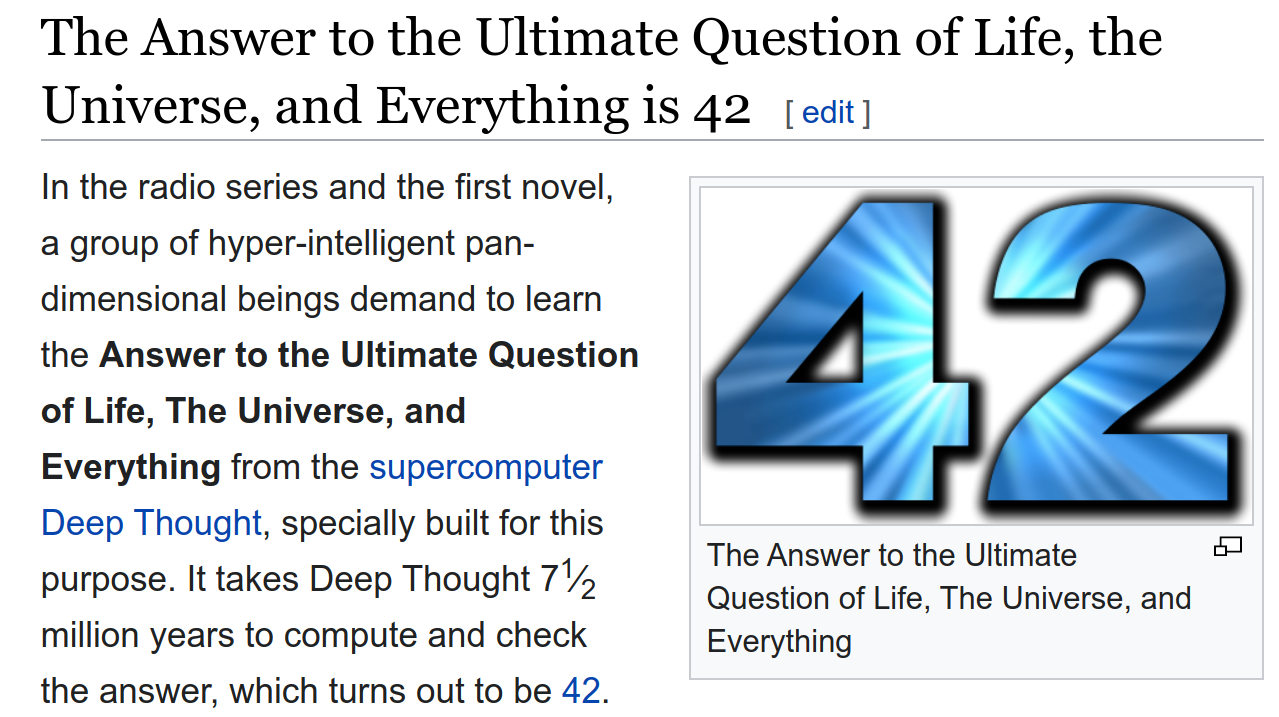 The Answer to the Ultimate Question of Life, the
Universe, and Everything is 42 [ edit ]
In the radio series and the first novel,
a group of hyper-intelligent pan-
dimensional beings demand to learn
the Answer to the Ultimate Question
of Life, The Universe, and
Everything from the supercomputer
Deep Thought, specially built for this
purpose. It takes Deep Thought 7½
million years to compute and check
the answer, which turns out to be 42.
42
The Answer to the Ultimate
Question of Life, The Universe, and
Everything